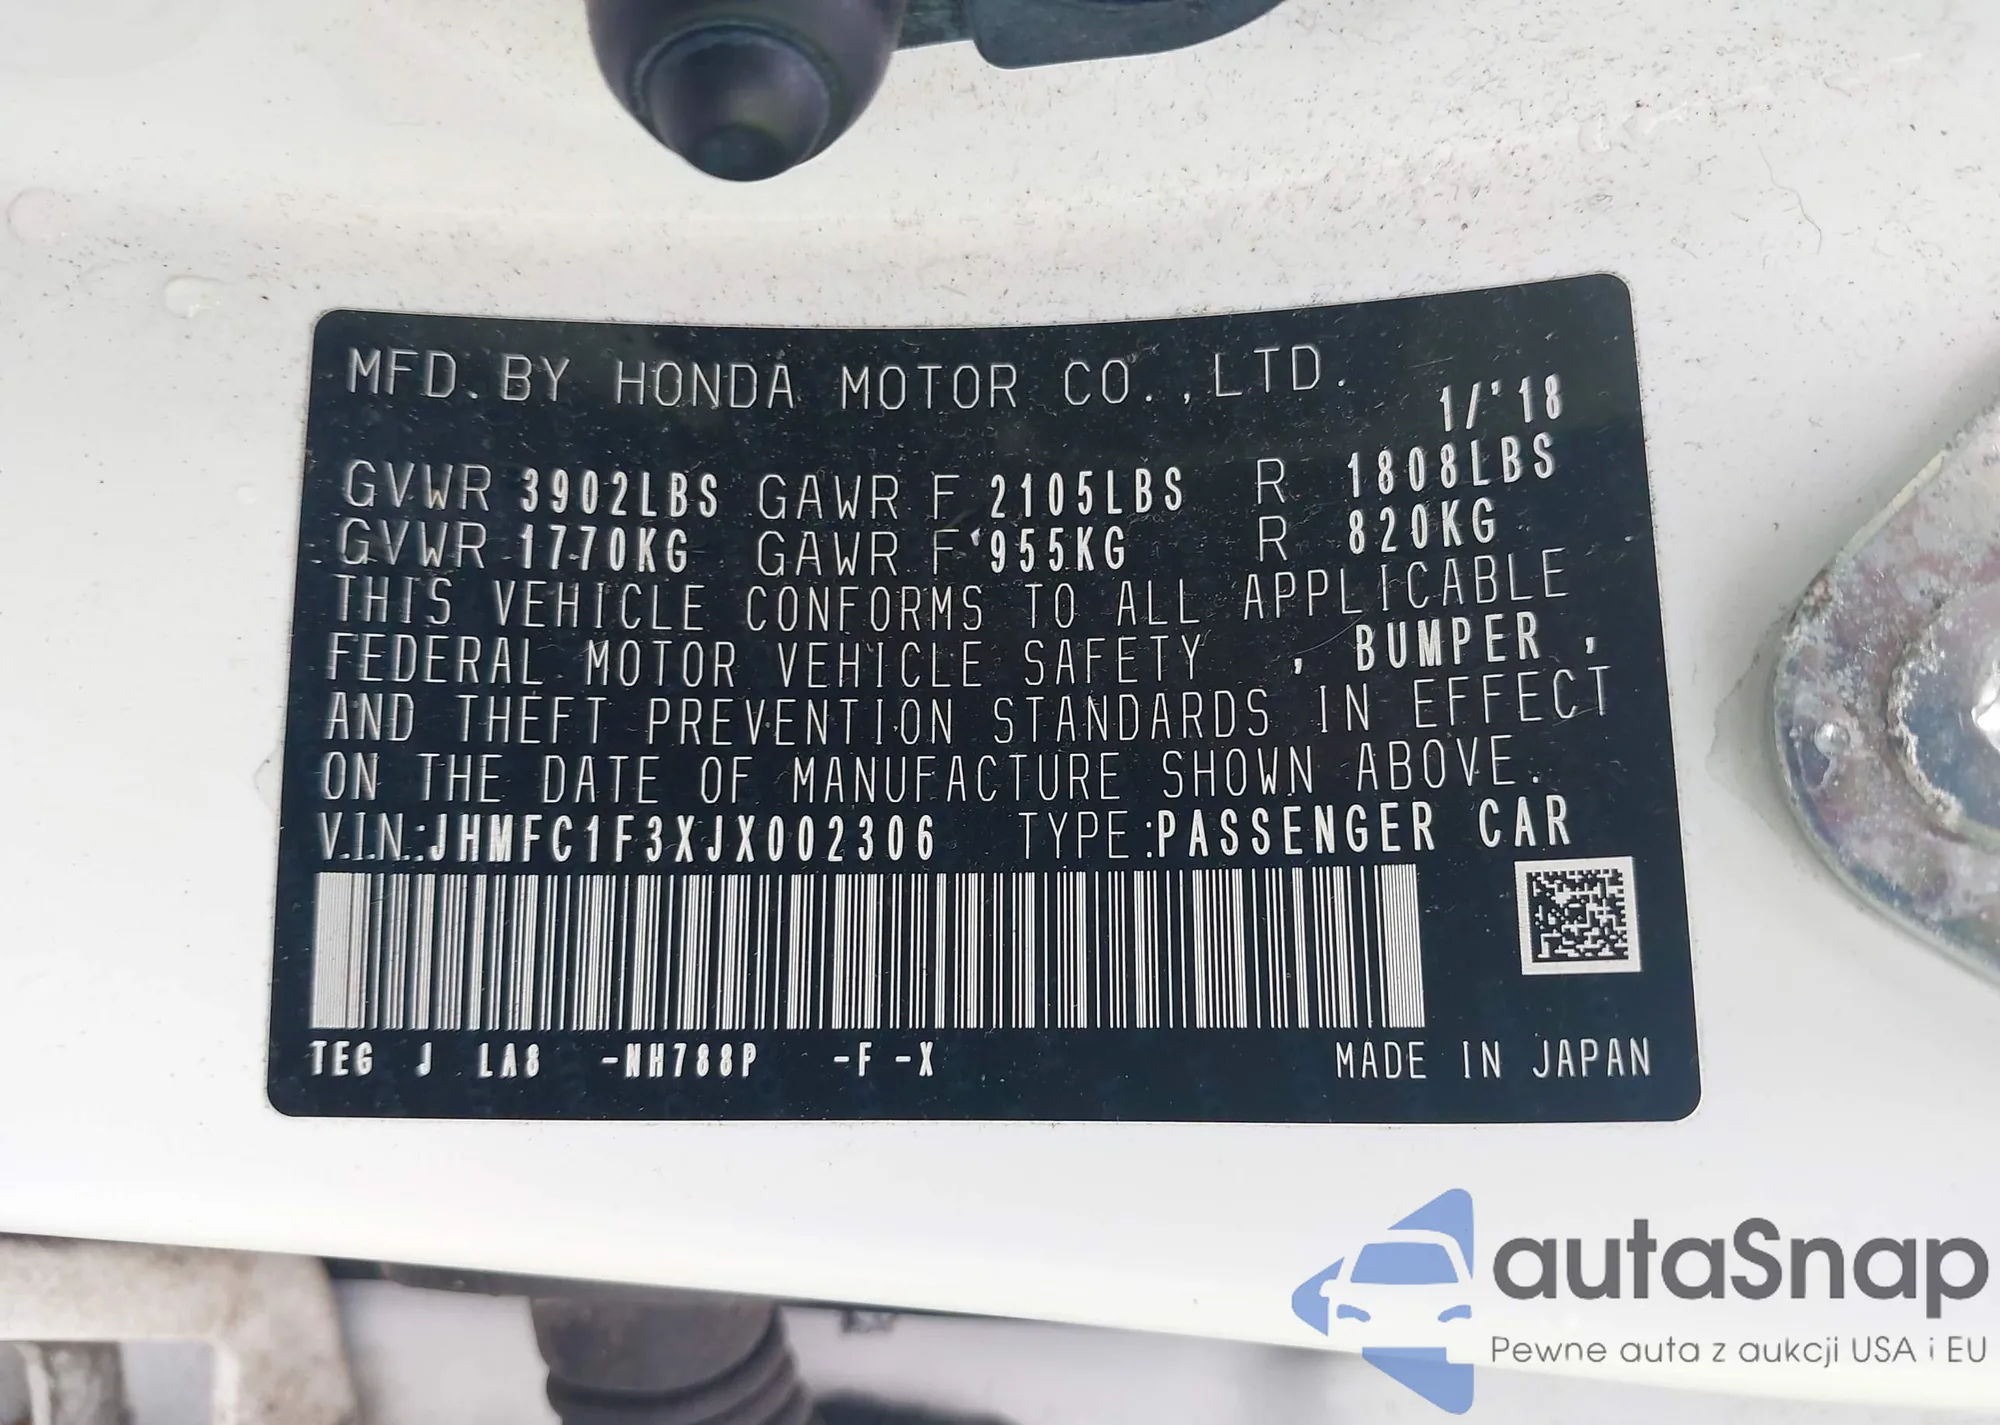 MFD. BY HONDA MOTOR CO.,LTD.
1/'18
GVWR 3902LBS GAWR F 2105LBS R 1808LBS
GVWR 1770KG GAWR F 955KG R 820KG
THIS VEHICLE CONFORMS TO ALL APPLICABLE
FEDERAL MOTOR VEHICLE SAFETY , BUMPER ,
AND THEFT PREVENTION STANDARDS IN EFFECT
ON THE DATE OF MANUFACTURE SHOWN ABOVE.
V.I.N.:JHMFC1F3XJX002306 TYPE:PASSENGER CAR
TEG J LA8 -NH788P -F -X MADE IN JAPAN
autaSnap
Pewne auta z aukcji USA i EU